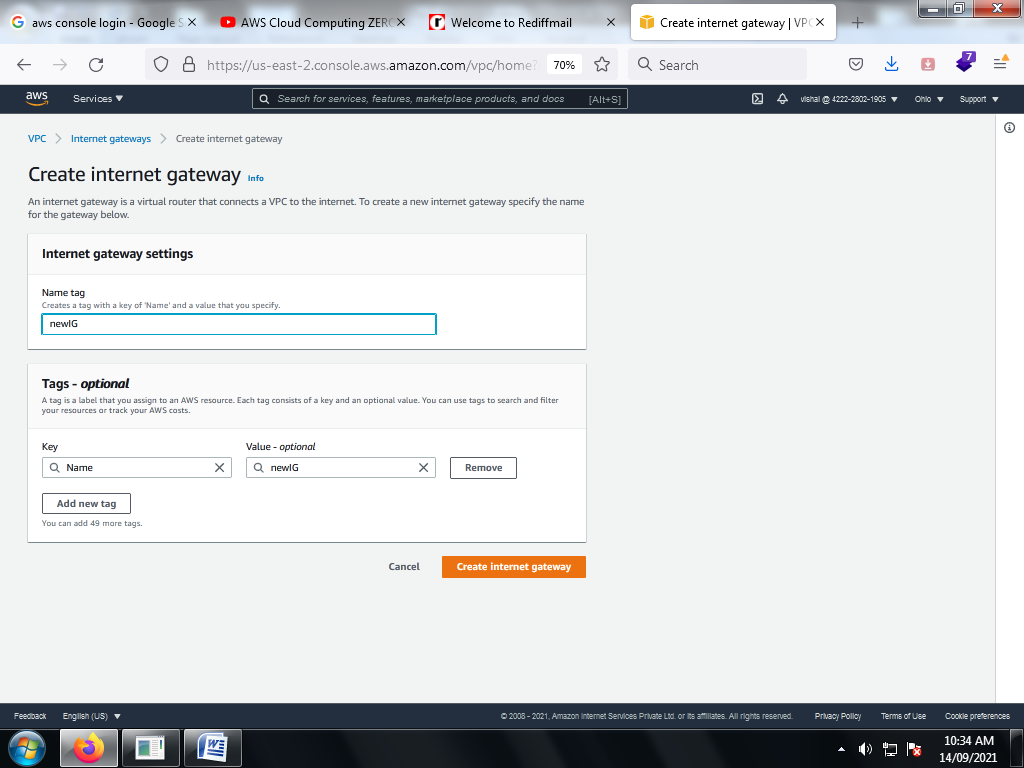 aws console login - Google S
AWS Cloud Computing ZERO
Welcome to Rediffmail
Create internet gateway | VPC
https://us-east-2.console.aws.amazon.com/vpc/home?
70%
Search
7
aws
Services
Search for services, features, marketplace products, and docs
[Alt+S]
vishal @ 4222-2802-1905
Ohio
Support
VPC > Internet gateways > Create internet gateway
Create internet gateway Info
An internet gateway is a virtual router that connects a VPC to the internet. To create a new internet gateway specify the name
for the gateway below.
Internet gateway settings
Name tag
Creates a tag with a key of 'Name' and a value that you specify.
newIG
Tags - optional
A tag is a label that you assign to an AWS resource. Each tag consists of a key and an optional value. You can use tags to search and filter
your resources or track your AWS costs.
Key
Value - optional
Name
newIG
Remove
Add new tag
You can add 49 more tags.
Cancel
Create internet gateway
Feedback
English (US)
© 2008 - 2021, Amazon Internet Services Private Ltd. or its affiliates. All rights reserved.
Privacy Policy
Terms of Use
Cookie preferences
10:34 AM
14/09/2021